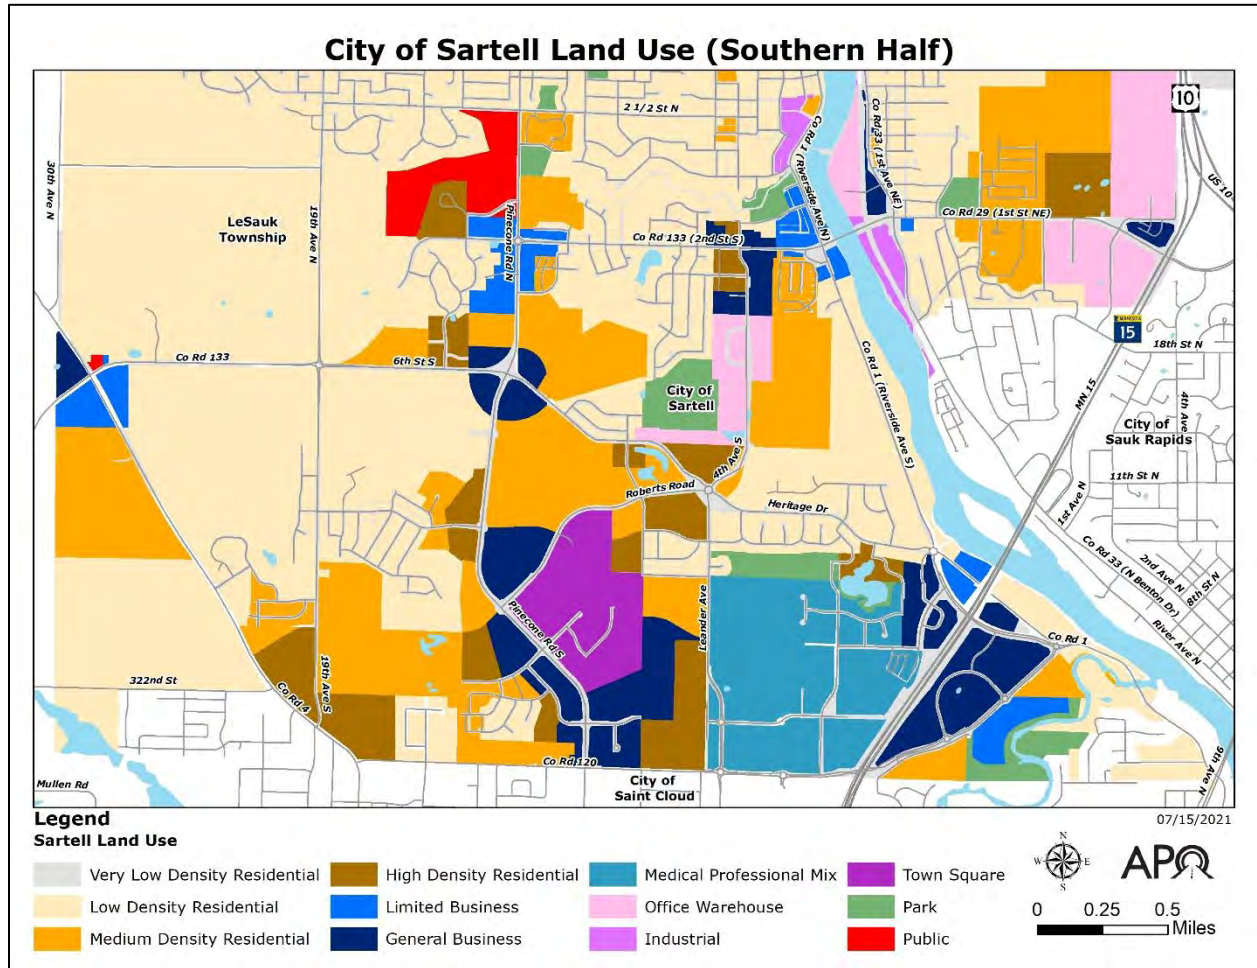 City of Sartell Land Use (Southern Half)
2 1/2 St N
10
US 10
Co Rd 1 (Riverside Ave N)
Co Rd 33 (1st Ave NE)
30th Ave N
19th Ave N
LeSauk
Township
Pinecone Rd N
Co Rd 133 (2nd St S)
Co Rd 29 (1st St NE)
MINNESOTA
15
18th St N
Co Rd 133
6th St S
City of
Sartell
Co Rd 1 (Riverside Ave S)
MN 15
4th Ave
City of
Sauk Rapids
4th Ave S
11th St N
1st Ave N
Roberts Road
Heritage Dr
Co Rd 33 (N Benton Dr)
2nd Ave N
8th St N
River Ave N
Pinecone Rd S
Leander Ave
Co Rd 1
322nd St
Co Rd 4
19th Ave S
Co Rd 120
Mullen Rd
City of
Saint Cloud
9th Ave N
07/15/2021
Legend
Sartell Land Use
Very Low Density Residential
Low Density Residential
Medium Density Residential
High Density Residential
Limited Business
General Business
Medical Professional Mix
Office Warehouse
Industrial
Town Square
Park
Public
N
W
E
S
APO
0 0.25 0.5
Miles